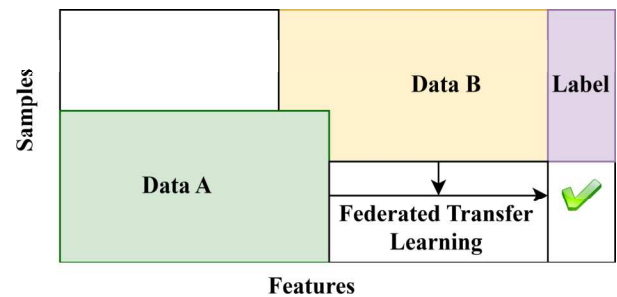 Samples
Data B
Label
Data A
Federated Transfer
Learning
Features